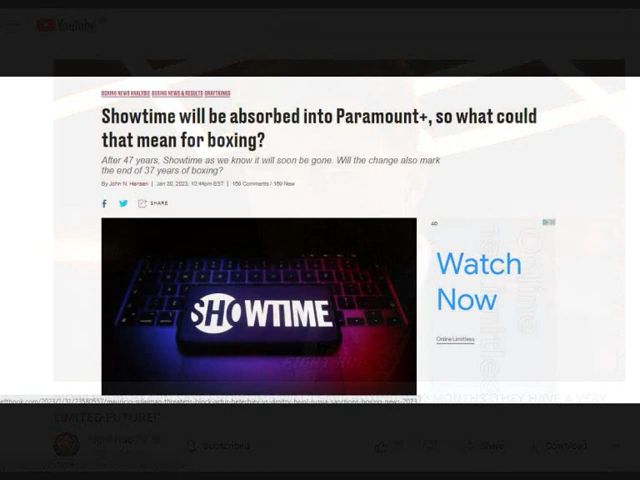 YouTube
BOXING NEWS ANALYSIS BOXING NEWS & RESULTS DRAFTKINGS
Showtime will be absorbed into Paramount+, so what could
that mean for boxing?
After 47 years, Showtime as we know it will soon be gone. Will the change also mark
the end of 37 years of boxing?
By John N. Hansen | Jan 30, 2023, 10:44pm EST | 169 Comments / 169 New
SHARE
AD
Watch
Now
SHOWTIME
Online Limitless
LIMITED FUTURE?
Subscribed
Share
Download